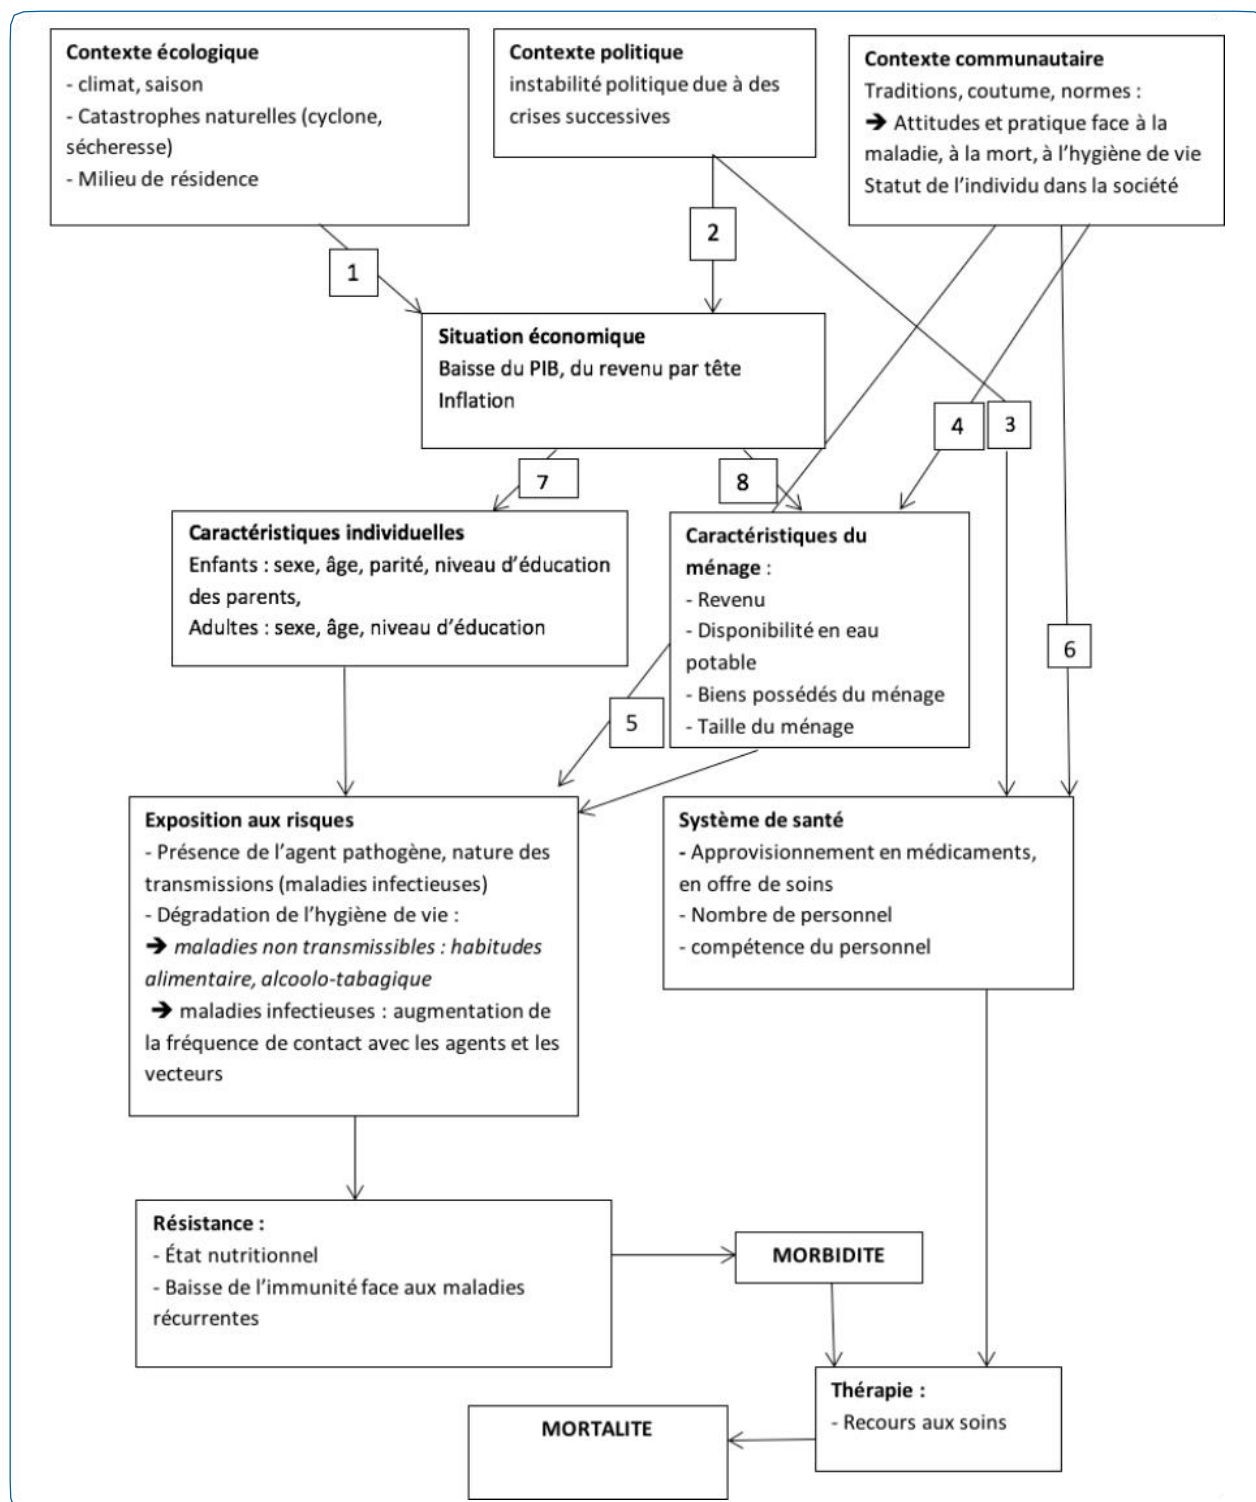 Contexte écologique
- climat, saison
- Catastrophes naturelles (cyclone,
sécheresse)
- Milieu de résidence
Contexte politique
instabilité politique due à des
crises successives
Contexte communautaire
Traditions, coutume, normes :
➔ Attitudes et pratique face à la
maladie, à la mort, à l’hygiène de vie
Statut de l’individu dans la société
1
2
Situation économique
Baisse du PIB, du revenu par tête
Inflation
4
3
7
8
Caractéristiques individuelles
Enfants : sexe, âge, parité, niveau d’éducation
des parents,
Adultes : sexe, âge, niveau d’éducation
Caractéristiques du
ménage :
- Revenu
- Disponibilité en eau
potable
- Biens possédés du ménage
- Taille du ménage
6
5
Exposition aux risques
- Présence de l’agent pathogène, nature des
transmissions (maladies infectieuses)
- Dégradation de l’hygiène de vie :
➔ maladies non transmissibles : habitudes
alimentaire, alcoolo-tabagique
➔ maladies infectieuses : augmentation de
la fréquence de contact avec les agents et les
vecteurs
Système de santé
- Approvisionnement en médicaments,
en offre de soins
- Nombre de personnel
- compétence du personnel
Résistance :
- État nutritionnel
- Baisse de l’immunité face aux maladies
récurrentes
MORBIDITE
Thérapie :
- Recours aux soins
MORTALITE